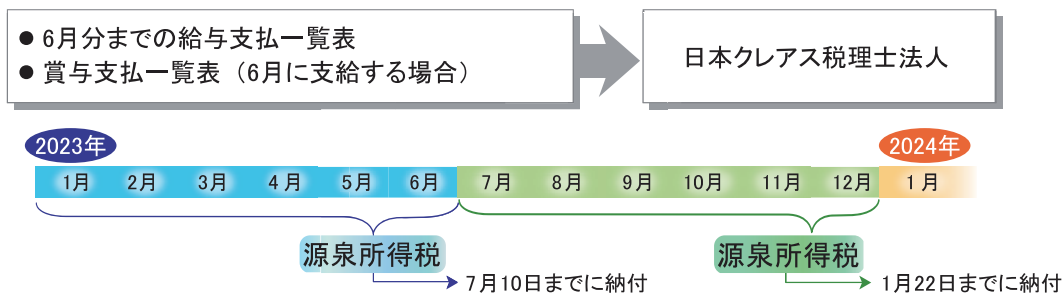 ● 6月分までの給与支払一覧表
● 賞与支払一覧表（6月に支給する場合）
日本クレアス税理士法人
2023年
2024年
1月 2月 3月 4月 5月 6月 7月 8月 9月 10月 11月 12月 1月
源泉所得税
源泉所得税
7月10日までに納付
1月22日までに納付